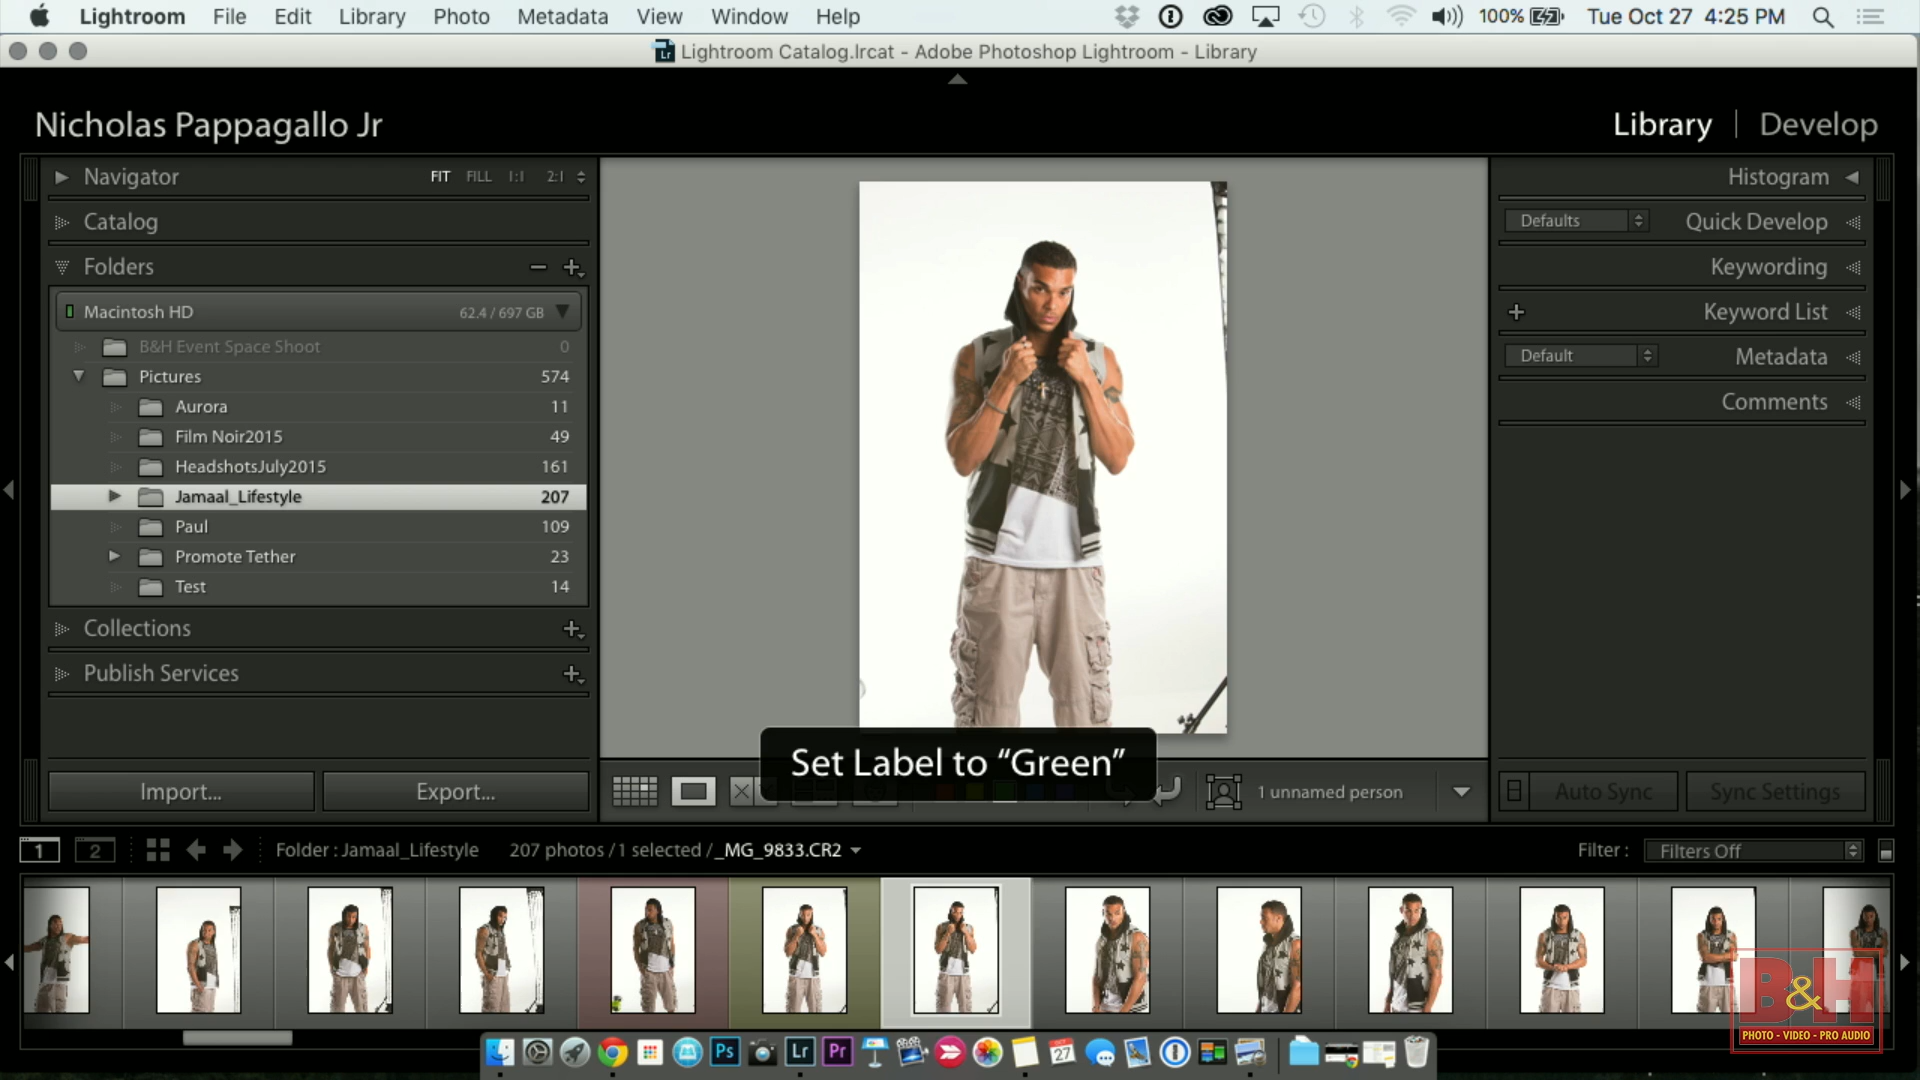 Lightroom File Edit Library Photo Metadata View Window Help 100% Tue Oct 27 4:25 PM
Lightroom Catalog.lrcat - Adobe Photoshop Lightroom - Library
Nicholas Pappagallo Jr
Library | Develop
Navigator FIT FILL 1:1 2:1
Catalog
Folders
Macintosh HD 62.4 / 697 GB
B&H Event Space Shoot 0
Pictures 574
Aurora 11
Film Noir2015 49
HeadshotsJuly2015 161
Jamaal_Lifestyle 207
Paul 109
Promote Tether 23
Test 14
Collections
Publish Services
Import... Export...
Histogram
Defaults Quick Develop
Keywording
Keyword List
Default Metadata
Comments
Set Label to “Green”
1 unnamed person
Auto Sync Sync Settings
1 2 Folder : Jamaal_Lifestyle 207 photos / 1 selected / _MG_9833.CR2 Filter : Filters Off
Ps Lr Pr OCT 27
B&H
PHOTO - VIDEO - PRO AUDIO